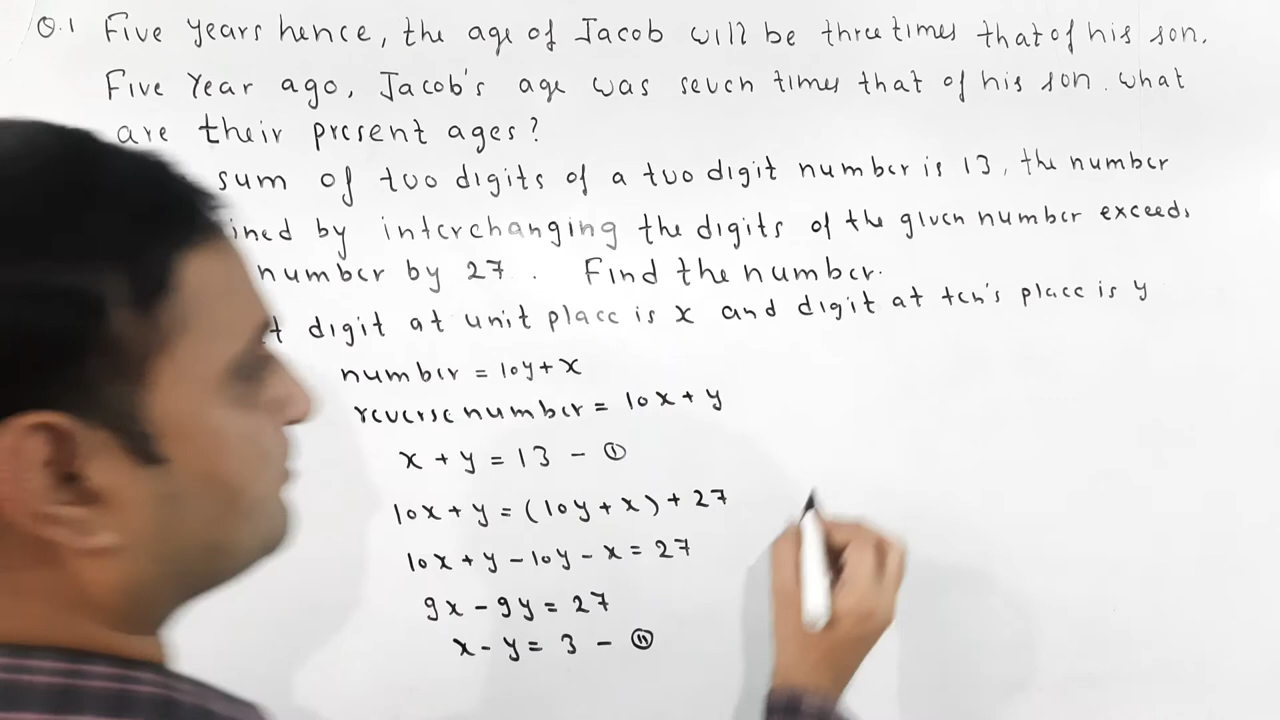 Q.1 Five years hence, the age of Jacob will be three times that of his son.
Five Year ago, Jacob's age was seven times that of his son. what
are their present ages?
sum of two digits of a two digit number is 13, the number
ined by interchanging the digits of the given number exceeds
number by 27. Find the number.
t digit at unit place is x and digit at ten's place is y
number = 10y + x
reverse number = 10x + y
x + y = 13 - ①
10x + y = (10y + x) + 27
10x + y - 10y - x = 27
9x - 9y = 27
x - y = 3 - ⑪